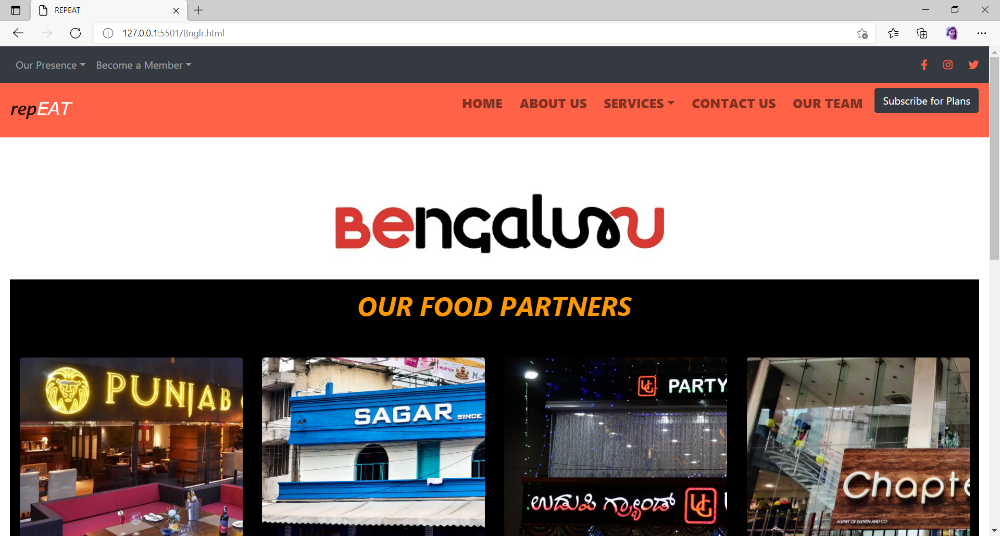 REPEAT
127.0.0.1:5501/Bnglr.html
Our Presence Become a Member
repEAT HOME ABOUT US SERVICES CONTACT US OUR TEAM Subscribe for Plans
Bengaluru
OUR FOOD PARTNERS
PUNJAB
SAGAR SINCE
UG PARTY
ಉಡುಪಿ ಗ್ರ್ಯಾಂಡ್ UG
Chapte
A UNIT OF ELEVEN AND CO